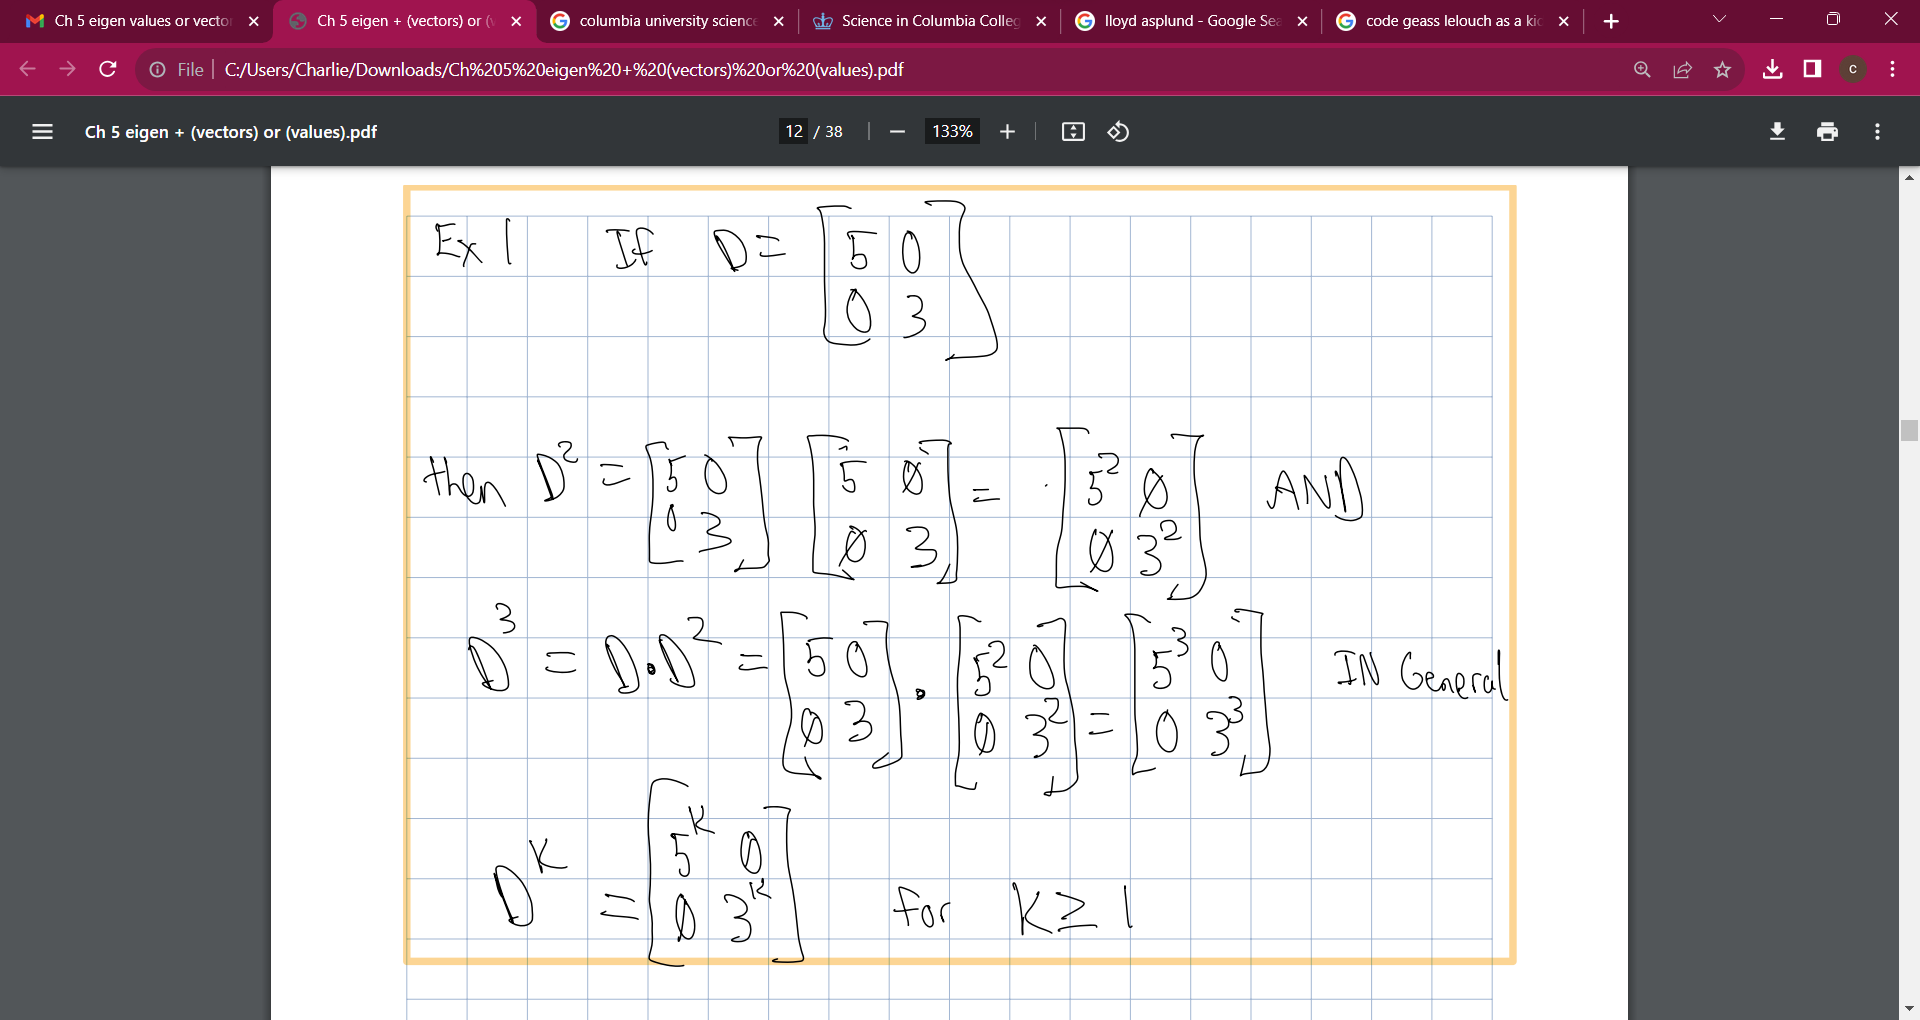 Ch 5 eigen values or vector
Ch 5 eigen + (vectors) or (v
columbia university science
Science in Columbia Colleg
lloyd asplund - Google Sea
code geass lelouch as a kid
File
C:/Users/Charlie/Downloads/Ch%205%20eigen%20+%20(vectors)%20or%20(values).pdf
c
Ch 5 eigen + (vectors) or (values).pdf
12 / 38
133%
Ex 1 If D = [5 0
0 3]
then D² = [5 0 0 3] [5 0 0 3] = [5² 0 0 3²] AND
D³ = D·D² = [5 0 0 3] · [5² 0 0 3²] = [5³ 0 0 3³] IN General
D^K = [5^K 0 0 3^K] for K ≥ 1